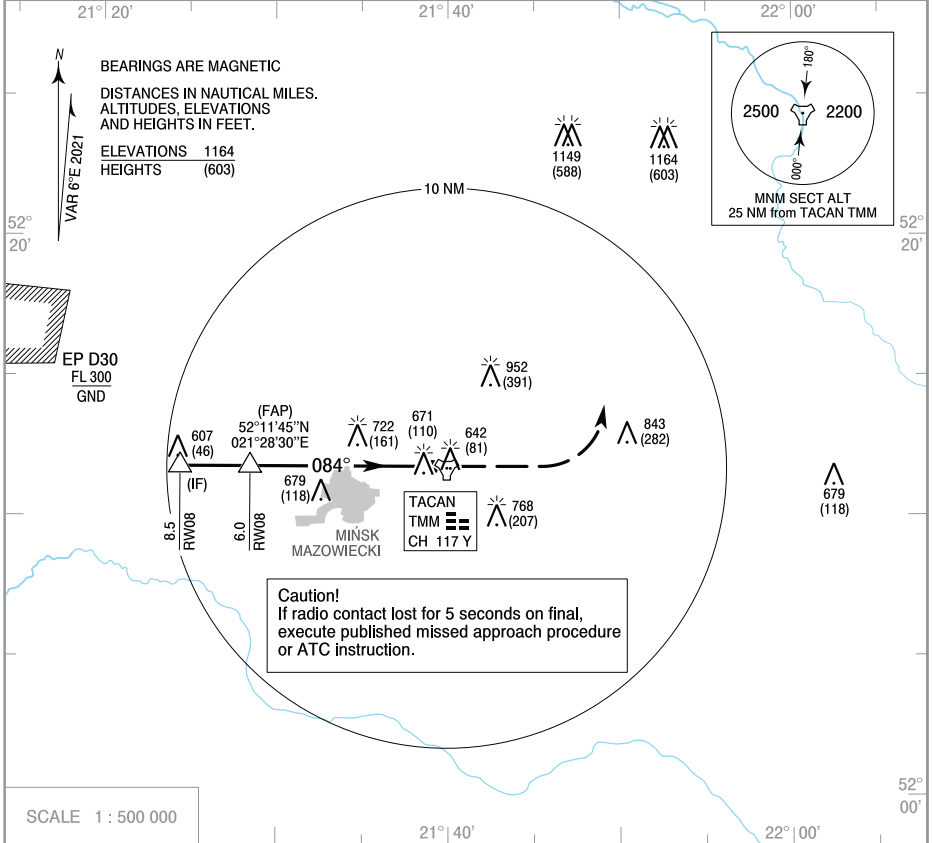 21°20'
21°40'
22°00'
N
VAR 6°E 2021
BEARINGS ARE MAGNETIC
DISTANCES IN NAUTICAL MILES.
ALTITUDES, ELEVATIONS
AND HEIGHTS IN FEET.
ELEVATIONS 1164
HEIGHTS (603)
1149
(588)
1164
(603)
180°
2500 2200
000°
MNM SECT ALT
25 NM from TACAN TMM
10 NM
52°
20'
52°
20'
EP D30
FL 300
GND
952
(391)
(FAP)
52°11'45"N
021°28'30"E
607
(46)
(IF)
722
(161)
671
(110)
642
(81)
843
(282)
084°
679
(118)
679
(118)
8.5
RW08
6.0
RW08
MIŃSK
MAZOWIECKI
TACAN
TMM
CH 117 Y
768
(207)
Caution!
If radio contact lost for 5 seconds on final,
execute published missed approach procedure
or ATC instruction.
52°
00'
SCALE 1 : 500 000
21°40'
22°00'